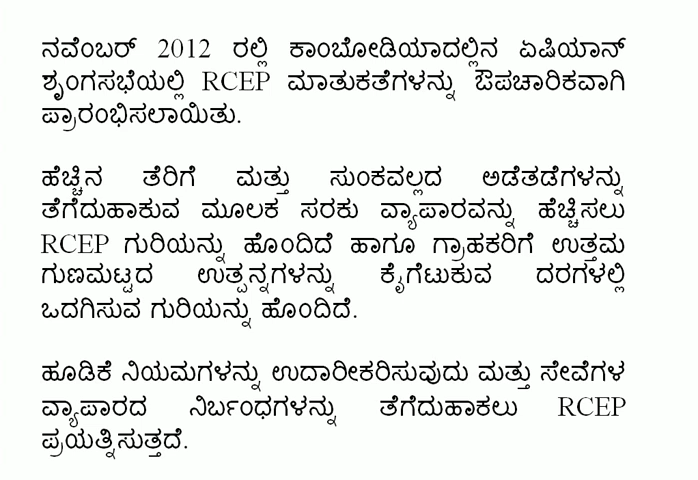 ನವೆಂಬರ್ 2012 ರಲ್ಲಿ ಕಾಂಬೋಡಿಯಾದಲ್ಲಿನ ಏಷಿಯಾನ್
ಶೃಂಗಸಭೆಯಲ್ಲಿ RCEP ಮಾತುಕತೆಗಳನ್ನು ಔಪಚಾರಿಕವಾಗಿ
ಪ್ರಾರಂಭಿಸಲಾಯಿತು.
ಹೆಚ್ಚಿನ ತೆರಿಗೆ ಮತ್ತು ಸುಂಕವಲ್ಲದ ಅಡೆತಡೆಗಳನ್ನು
ತೆಗೆದುಹಾಕುವ ಮೂಲಕ ಸರಕು ವ್ಯಾಪಾರವನ್ನು ಹೆಚ್ಚಿಸಲು
RCEP ಗುರಿಯನ್ನು ಹೊಂದಿದೆ ಹಾಗೂ ಗ್ರಾಹಕರಿಗೆ ಉತ್ತಮ
ಗುಣಮಟ್ಟದ ಉತ್ಪನ್ನಗಳನ್ನು ಕೈಗೆಟುಕುವ ದರಗಳಲ್ಲಿ
ಒದಗಿಸುವ ಗುರಿಯನ್ನು ಹೊಂದಿದೆ.
ಹೂಡಿಕೆ ನಿಯಮಗಳನ್ನು ಉದಾರೀಕರಿಸುವುದು ಮತ್ತು ಸೇವೆಗಳ
ವ್ಯಾಪಾರದ ನಿರ್ಬಂಧಗಳನ್ನು ತೆಗೆದುಹಾಕಲು RCEP
ಪ್ರಯತ್ನಿಸುತ್ತದೆ.